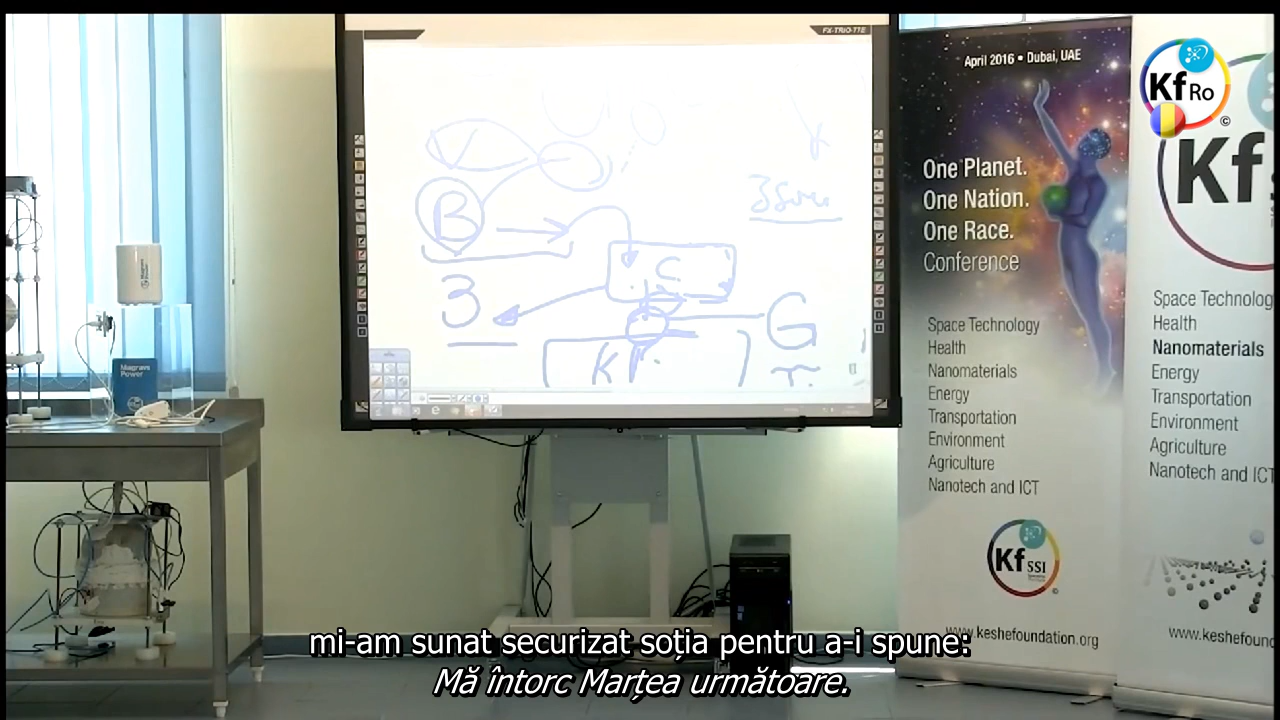 FX-TRIO-77E
V
B
3
C
G
KF
Magravs
Power
April 2016 • Dubai, UAE
One Planet.
One Nation.
One Race.
Conference
Space Technology
Health
Nanomaterials
Energy
Transportation
Environment
Agriculture
Nanotech and ICT
Kf SSI
www.keshefoundation.org
Kf Ro
©
Kf
Space Technolog
Health
Nanomaterials
Energy
Transportation
Environment
Agriculture
Nanotech and ICT
www.keshefounda
mi-am sunat securizat soția pentru a-i spune:
Mă întorc Marțea următoare.